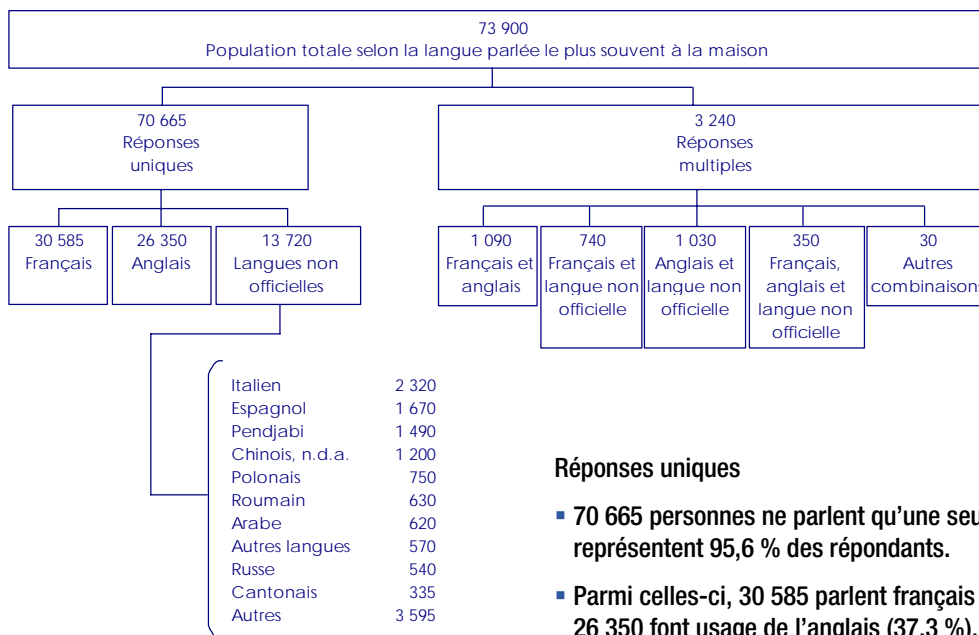 73 900
Population totale selon la langue parlée le plus souvent à la maison
70 665
Réponses
uniques
3 240
Réponses
multiples
30 585
Français
26 350
Anglais
13 720
Langues non
officielles
1 090
Français et
anglais
740
Français et
langue non
officielle
1 030
Anglais et
langue non
officielle
350
Français,
anglais et
langue non
officielle
30
Autres
combinaisons
Italien 2 320
Espagnol 1 670
Pendjabi 1 490
Chinois, n.d.a. 1 200
Polonais 750
Roumain 630
Arabe 620
Autres langues 570
Russe 540
Cantonais 335
Autres 3 595
Réponses uniques
▪ 70 665 personnes ne parlent qu'une
représentent 95,6 % des répondants.
▪ Parmi celles-ci, 30 585 parlent français
26 350 font usage de l'anglais (37,3 %).